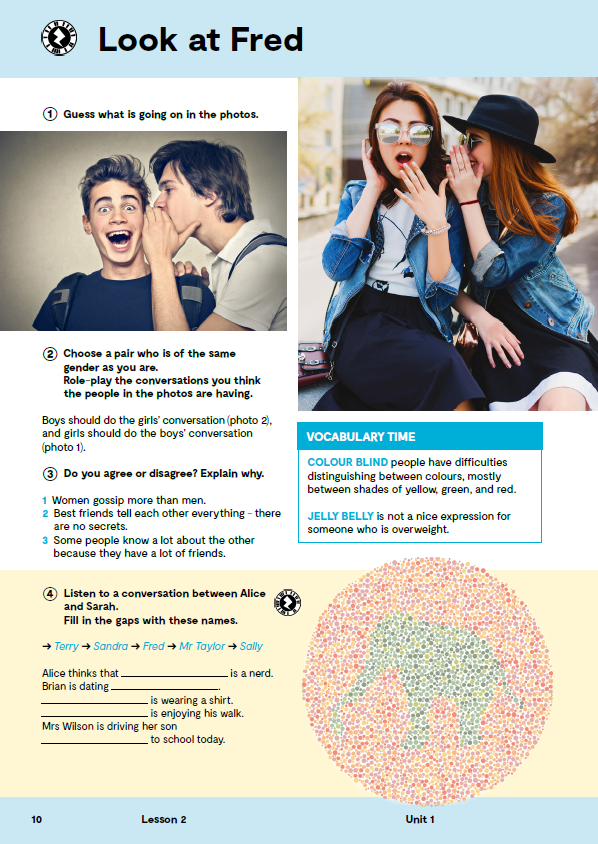 Look at Fred
1 Guess what is going on in the photos.
2 Choose a pair who is of the same
gender as you are.
Role-play the conversations you think
the people in the photos are having.
Boys should do the girls' conversation (photo 2),
and girls should do the boys' conversation
(photo 1).
3 Do you agree or disagree? Explain why.
1 Women gossip more than men.
2 Best friends tell each other everything - there
are no secrets.
3 Some people know a lot about the other
because they have a lot of friends.
VOCABULARY TIME
COLOUR BLIND people have difficulties
distinguishing between colours, mostly
between shades of yellow, green, and red.
JELLY BELLY is not a nice expression for
someone who is overweight.
4 Listen to a conversation between Alice
and Sarah.
Fill in the gaps with these names.
→ Terry → Sandra → Fred → Mr Taylor → Sally
Alice thinks that ____________________ is a nerd.
Brian is dating ____________________.
____________________ is wearing a shirt.
____________________ is enjoying his walk.
Mrs Wilson is driving her son
____________________ to school today.
10 Lesson 2 Unit 1